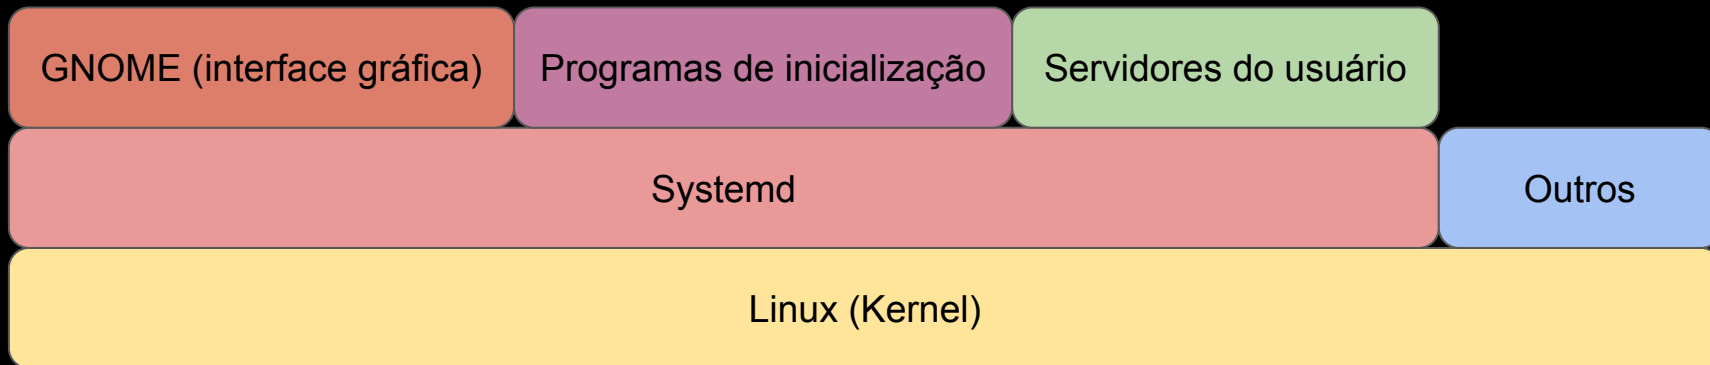 GNOME (interface gráfica)
Programas de inicialização
Servidores do usuário
Systemd
Outros
Linux (Kernel)